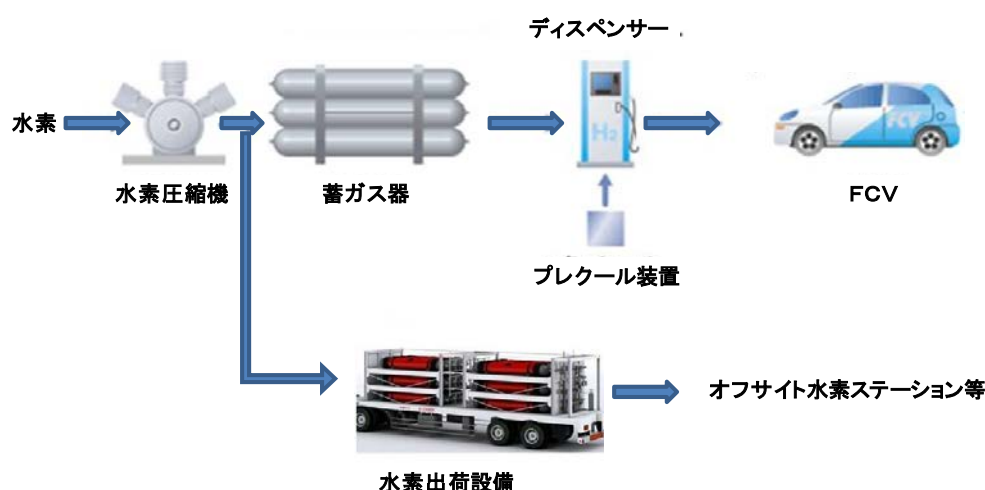 ディスペンサー
水素
H2
FCV
水素圧縮機
蓄ガス器
FCV
プレクール装置
オフサイト水素ステーション等
水素出荷設備